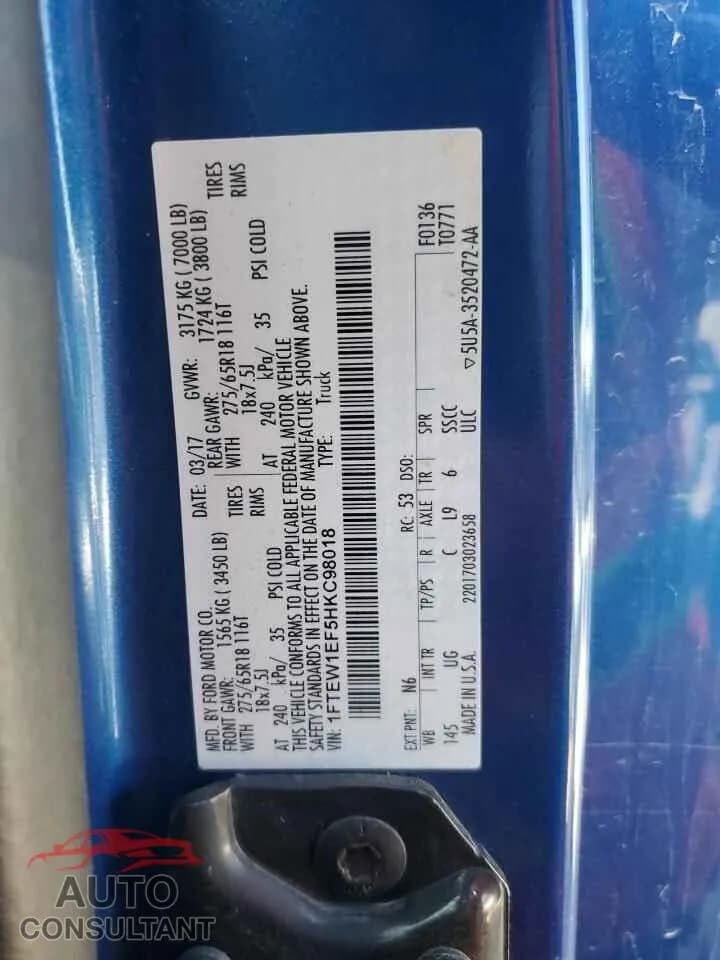 MFD. BY FORD MOTOR CO.
DATE: 03/17 GVWR: 3175 KG ( 7000 LB)
FRONT GAWR: 1565 KG ( 3450 LB) REAR GAWR: 1724 KG ( 3800 LB)
WITH 275/65R18 116T TIRES WITH 275/65R18 116T TIRES
18x7.5J RIMS 18x7.5J RIMS
AT 240 kPa/ 35 PSI COLD AT 240 kPa/ 35 PSI COLD
THIS VEHICLE CONFORMS TO ALL APPLICABLE FEDERAL MOTOR VEHICLE
SAFETY STANDARDS IN EFFECT ON THE DATE OF MANUFACTURE SHOWN ABOVE.
VIN: 1FTEW1EF5HKC98018 TYPE: Truck
EXT PNT: N6 RC: 53 DSO: F0136
WB INT TR TP/PS R AXLE TR SPR T0771
145 UG C L9 6 SSCC
MADE IN U.S.A. 2201703023658 ULC ▽5U5A-3520472-AA
AUTO
CONSULTANT